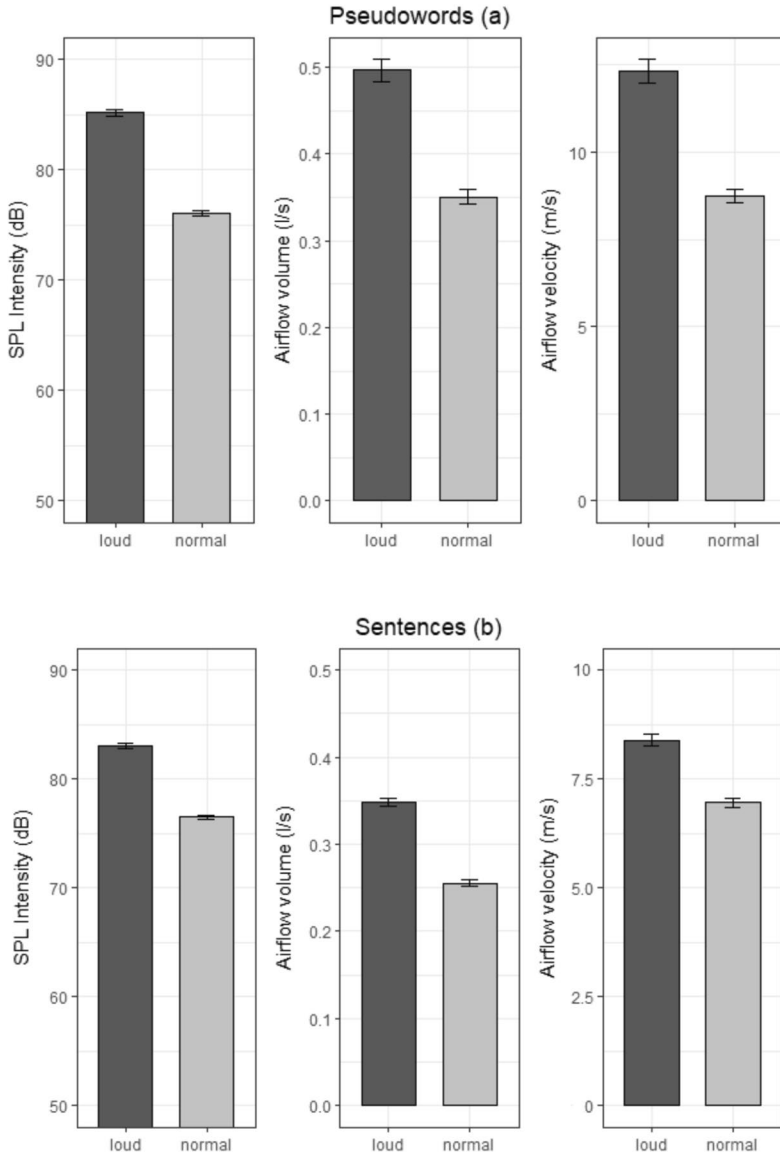 Pseudowords (a)
SPL Intensity (dB)
90
80
70
60
50
loud normal
Airflow volume (l/s)
0.5
0.4
0.3
0.2
0.1
0.0
loud normal
Airflow velocity (m/s)
10
5
0
loud normal
Sentences (b)
SPL Intensity (dB)
90
80
70
60
50
loud normal
Airflow volume (l/s)
0.5
0.4
0.3
0.2
0.1
0.0
loud normal
Airflow velocity (m/s)
10
7.5
5.0
2.5
0
loud normal